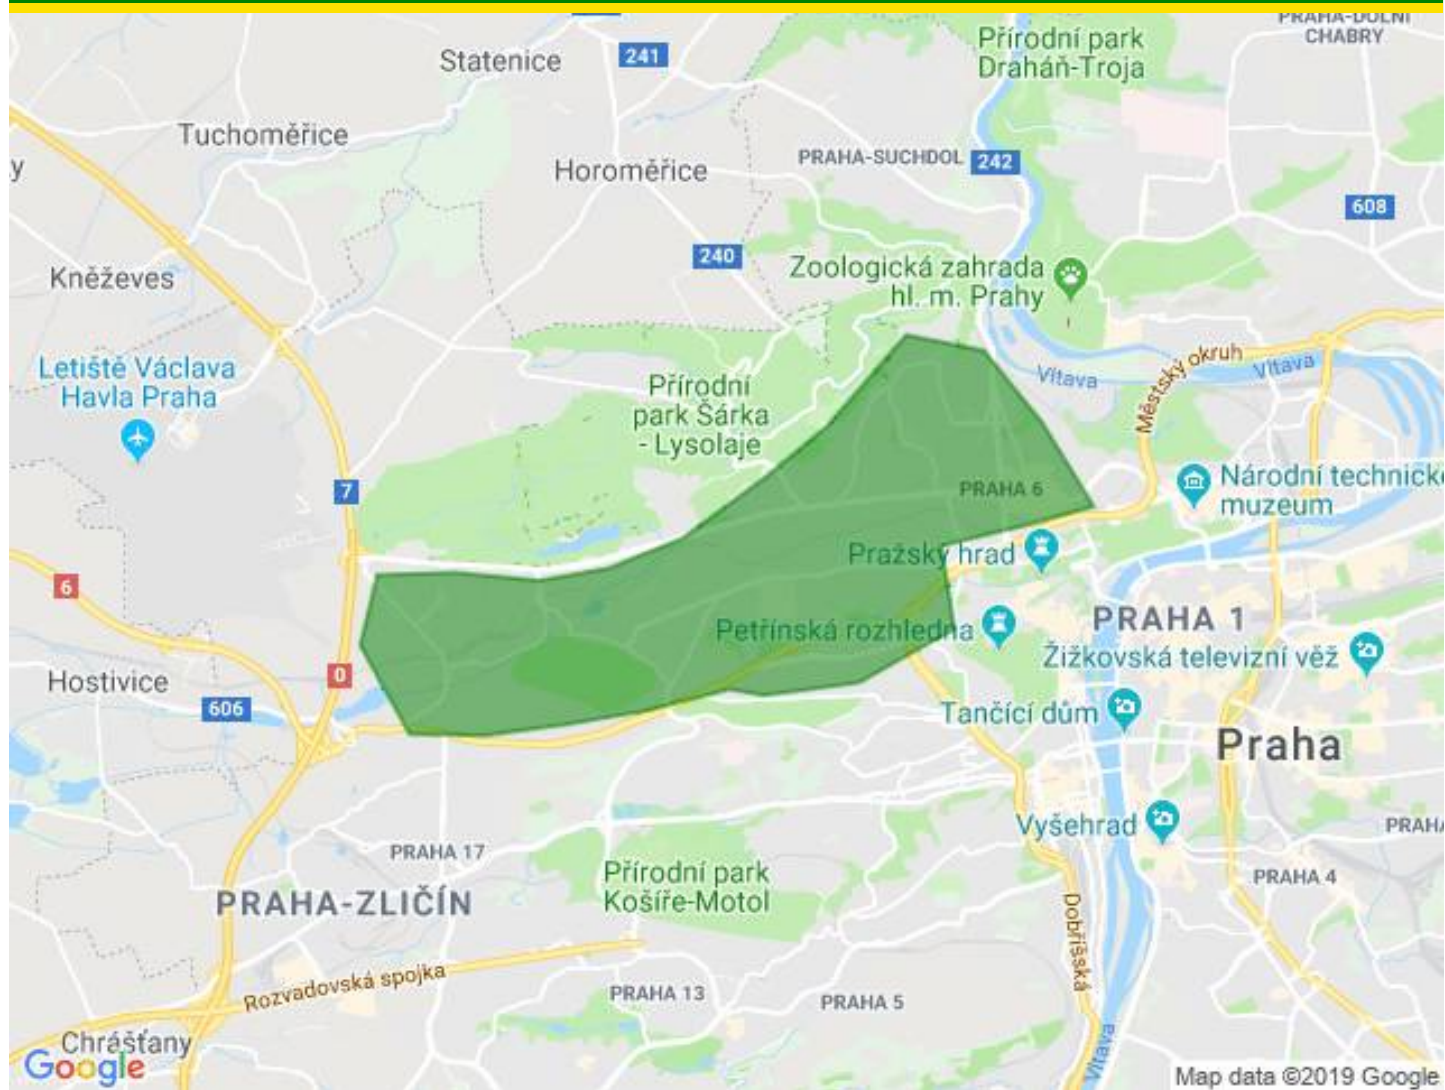 PRAHA-DOLNÍ
CHABRY
Přírodní park
Draháň-Troja
Statenice
241
Tuchoměřice
PRAHA-SUCHDOL
242
Horoměřice
y
608
240
Zoologická zahrada
hl. m. Prahy
Kněževes
Městský okruh
Vltava
Vltava
Letiště Václava
Havla Praha
Přírodní
park Šárka
- Lysolaje
7
PRAHA 6
Národní technické
muzeum
Pražský hrad
6
PRAHA 1
Petřínská rozhledna
Žižkovská televizní věž
0
Hostivice
606
Tančící dům
Praha
Vyšehrad
PRAHA
PRAHA 17
Přírodní park
Košíře-Motol
PRAHA 4
PRAHA-ZLIČÍN
Dobříšská
Rozvadovská spojka
PRAHA 13
PRAHA 5
Chrášťany
Vltava
Google
Map data ©2019 Google